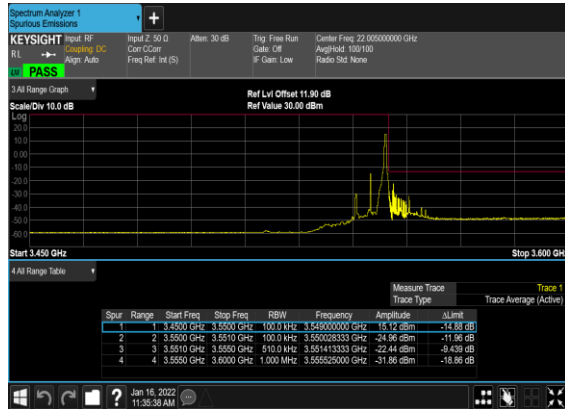 Spectrum Analyzer 1
Spurious Emissions
KEYSIGHT Input: RF Input Z: 50 Ω Atten: 30 dB Trig: Free Run Center Freq: 22.005000000 GHz
RL Coupling: DC Corr CCorr Gate: Off Avg|Hold: 100/100
Align: Auto Freq Ref: Int (S) IF Gain: Low Radio Std: None
PASS
3 All Range Graph
Ref Lvl Offset 11.90 dB
Scale/Div 10.0 dB Ref Value 30.00 dBm
Log
20.0
10.0
0.00
-10.0
-20.0
-30.0
-40.0
-50.0
-60.0
Start 3.450 GHz Stop 3.600 GHz
4 All Range Table
Measure Trace Trace 1
Trace Type Trace Average (Active)
Spur Range Start Freq Stop Freq RBW Frequency Amplitude ΔLimit
1 1 3.4500 GHz 3.5500 GHz 100.0 kHz 3.549000000 GHz 15.12 dBm -14.88 dB
2 2 3.5500 GHz 3.5510 GHz 100.0 kHz 3.550028333 GHz -24.96 dBm -11.96 dB
3 3 3.5510 GHz 3.5550 GHz 510.0 kHz 3.551413333 GHz -22.44 dBm -9.439 dB
4 4 3.5550 GHz 3.6000 GHz 1.000 MHz 3.555525000 GHz -31.86 dBm -18.86 dB
? Jan 16, 2022
11:35:38 AM